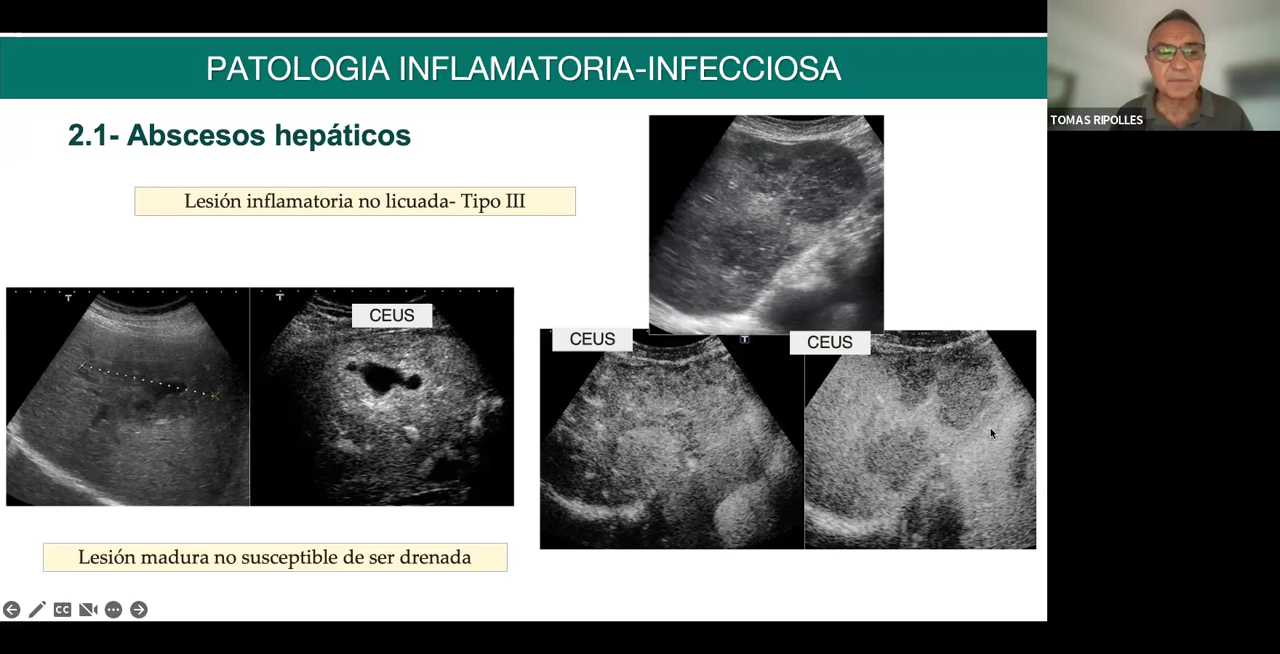 PATOLOGIA INFLAMATORIA-INFECCIOSA
TOMAS RIPOLLES
2.1- Abscesos hepáticos
Lesión inflamatoria no licuada- Tipo III
T
T
CEUS
CEUS
T
CEUS
Lesión madura no susceptible de ser drenada
CC